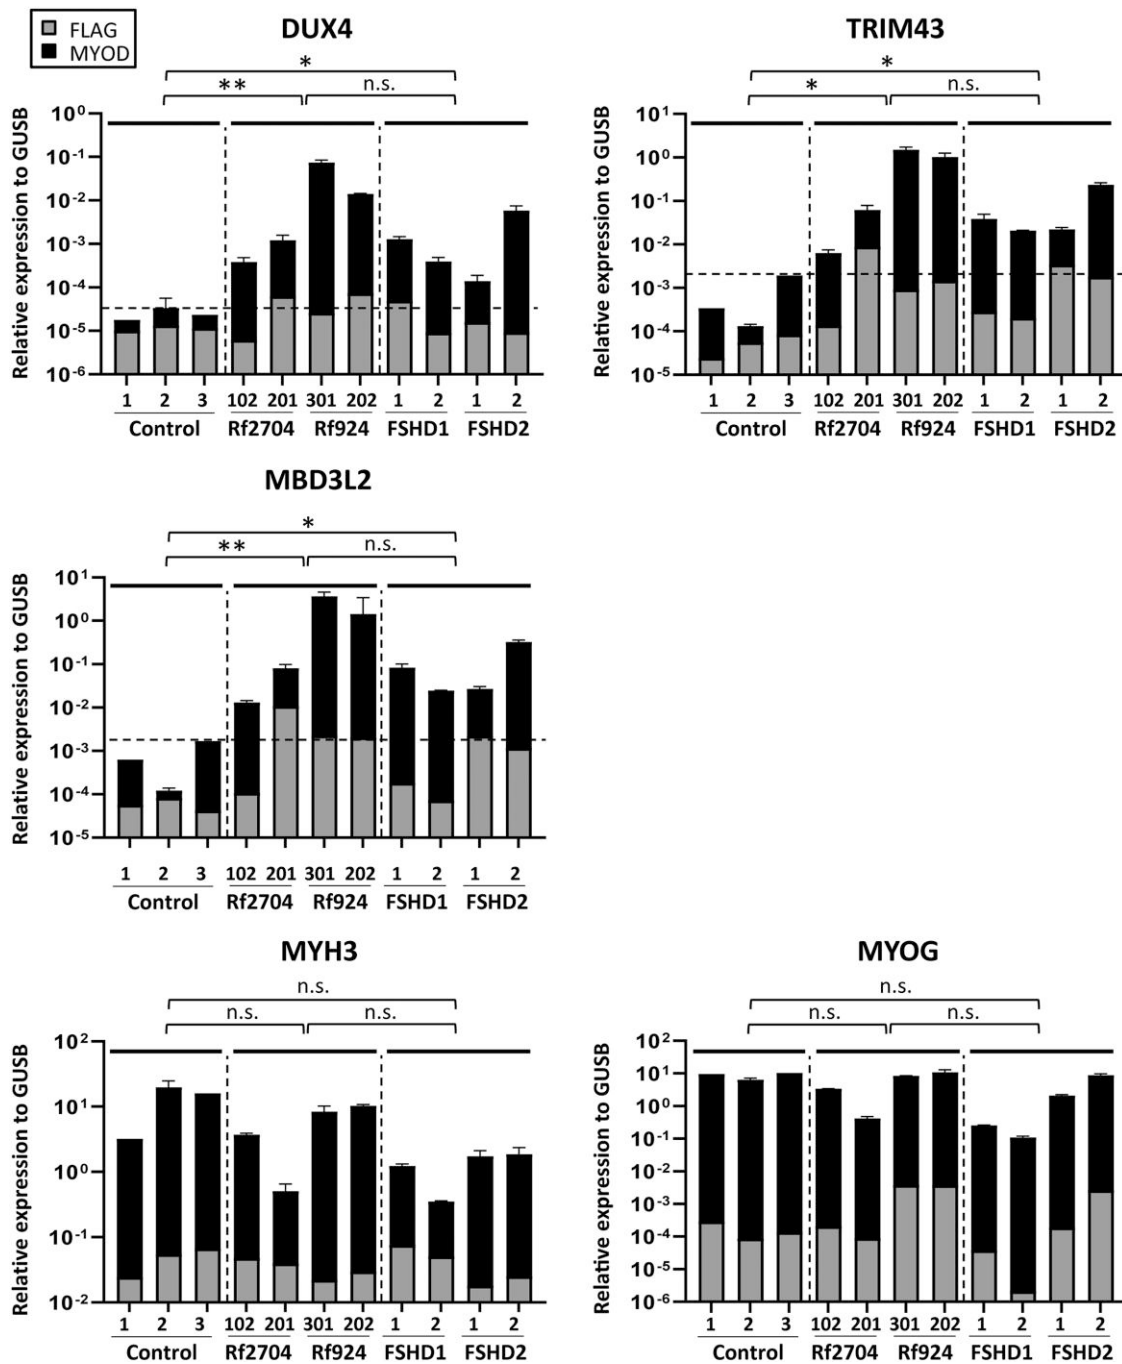 FLAG
MYOD
DUX4
*
**
n.s.
Relative expression to GUSB
10⁰
10⁻¹
10⁻²
10⁻³
10⁻⁴
10⁻⁵
10⁻⁶
1 2 3 102 201 301 202 1 2 1 2
Control Rf2704 Rf924 FSHD1 FSHD2
TRIM43
*
*
n.s.
Relative expression to GUSB
10¹
10⁰
10⁻¹
10⁻²
10⁻³
10⁻⁴
10⁻⁵
1 2 3 102 201 301 202 1 2 1 2
Control Rf2704 Rf924 FSHD1 FSHD2
MBD3L2
*
**
n.s.
Relative expression to GUSB
10¹
10⁰
10⁻¹
10⁻²
10⁻³
10⁻⁴
10⁻⁵
1 2 3 102 201 301 202 1 2 1 2
Control Rf2704 Rf924 FSHD1 FSHD2
MYH3
n.s.
n.s. n.s.
Relative expression to GUSB
10²
10¹
10⁰
10⁻¹
10⁻²
1 2 3 102 201 301 202 1 2 1 2
Control Rf2704 Rf924 FSHD1 FSHD2
MYOG
n.s.
n.s. n.s.
Relative expression to GUSB
10²
10¹
10⁰
10⁻¹
10⁻²
10⁻³
10⁻⁴
10⁻⁵
10⁻⁶
1 2 3 102 201 301 202 1 2 1 2
Control Rf2704 Rf924 FSHD1 FSHD2